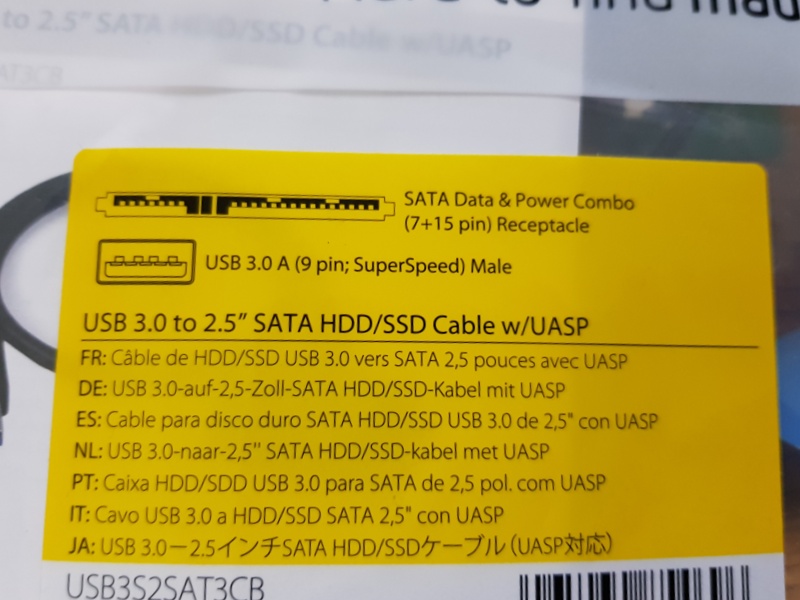 to 2.5" SATA HDD/SSD Cable w/UASP
SAT3CB
SATA Data & Power Combo
(7+15 pin) Receptacle
USB 3.0 A (9 pin; SuperSpeed) Male
USB 3.0 to 2.5” SATA HDD/SSD Cable w/UASP
FR: Câble de HDD/SSD USB 3.0 vers SATA 2,5 pouces avec UASP
DE: USB 3.0-auf-2,5-Zoll-SATA HDD/SSD-Kabel mit UASP
ES: Cable para disco duro SATA HDD/SSD USB 3.0 de 2,5" con UASP
NL: USB 3.0-naar-2,5'' SATA HDD/SSD-kabel met UASP
PT: Caixa HDD/SDD USB 3.0 para SATA de 2,5 pol. com UASP
IT: Cavo USB 3.0 a HDD/SSD SATA 2,5" con UASP
JA: USB 3.0－2.5インチSATA HDD/SSDケーブル（UASP対応）
USB3S2SAT3CB